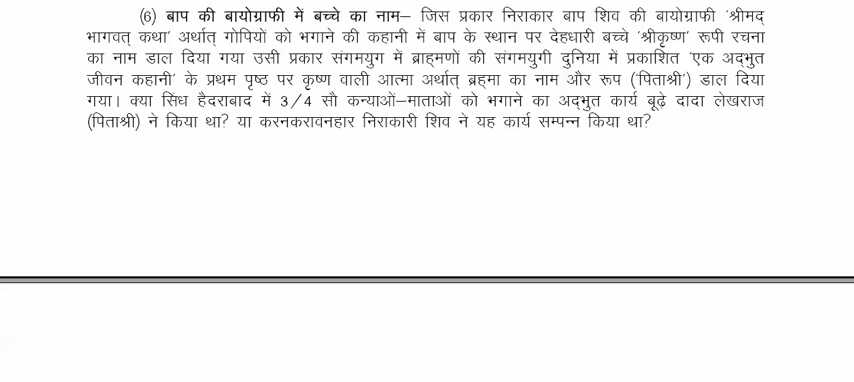 (6) बाप की बायोग्राफी में बच्चे का नाम– जिस प्रकार निराकार बाप शिव की बायोग्राफी 'श्रीमद्
भागवत् कथा' अर्थात् गोपियों को भगाने की कहानी में बाप के स्थान पर देहधारी बच्चे 'श्रीकृष्ण' रूपी रचना
का नाम डाल दिया गया उसी प्रकार संगमयुग में ब्राह्मणों की संगमयुगी दुनिया में प्रकाशित 'एक अद्भुत
जीवन कहानी' के प्रथम पृष्ठ पर कृष्ण वाली आत्मा अर्थात् ब्रह्मा का नाम और रूप ('पिताश्री') डाल दिया
गया। क्या सिंध हैदराबाद में 3/4 सौ कन्याओं–माताओं को भगाने का अद्भुत कार्य बूढ़े दादा लेखराज
(पिताश्री) ने किया था? या करनकरावनहार निराकारी शिव ने यह कार्य सम्पन्न किया था?